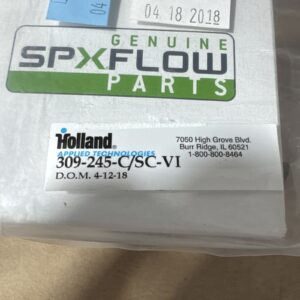 04 18 2018
GENUINE
SPXFLOW
PARTS
Holland
APPLIED TECHNOLOGIES
7050 High Grove Blvd.
Burr Ridge, IL 60521
1-800-800-8464
309-245-C/SC-VI
D.O.M. 4-12-18